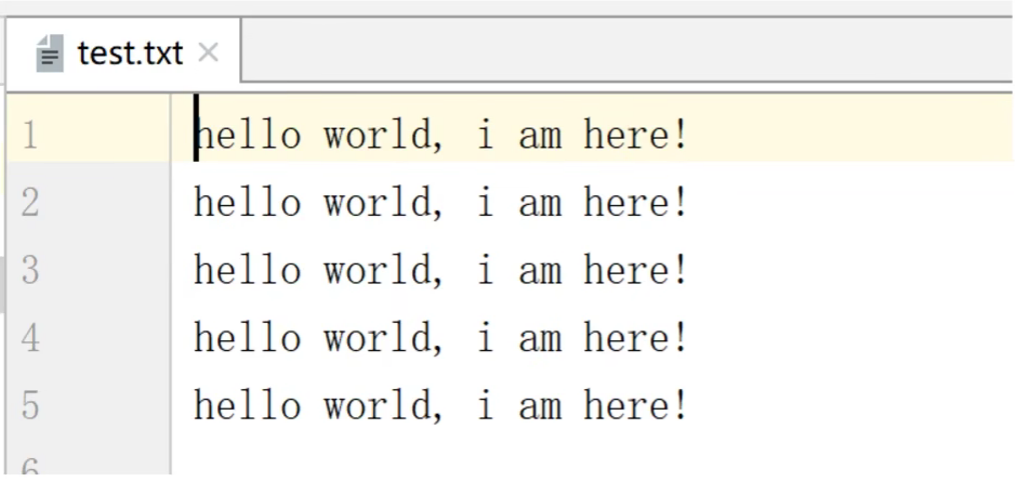 test.txt
1 hello world, i am here!
2 hello world, i am here!
3 hello world, i am here!
4 hello world, i am here!
5 hello world, i am here!
6